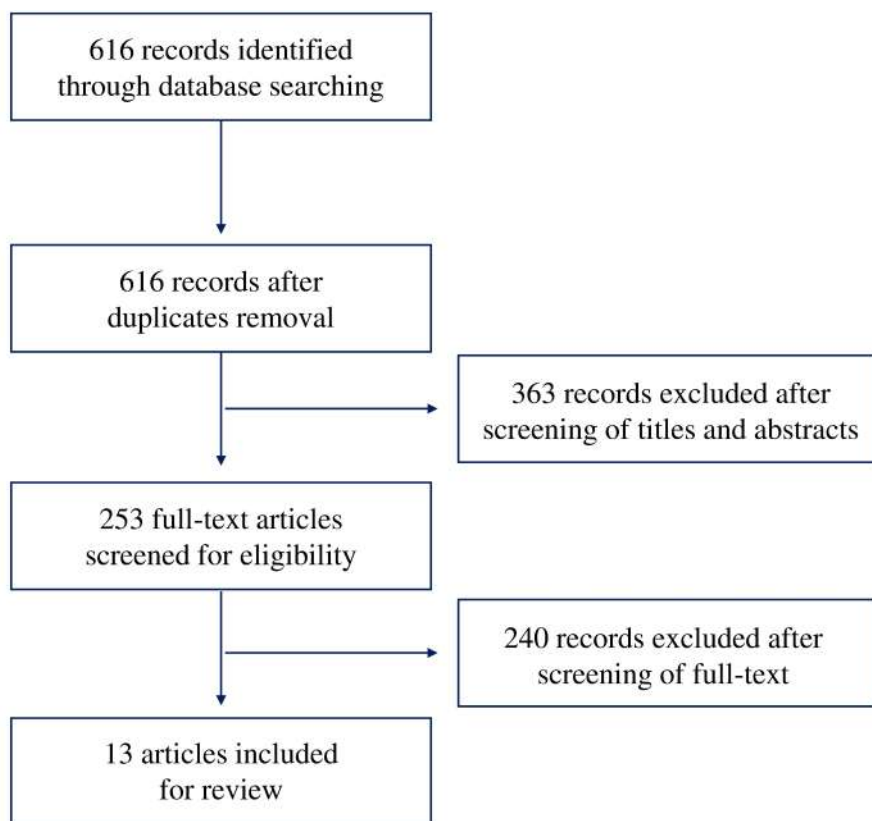 616 records identified
through database searching
616 records after
duplicates removal
363 records excluded after
screening of titles and abstracts
253 full-text articles
screened for eligibility
240 records excluded after
screening of full-text
13 articles included
for review